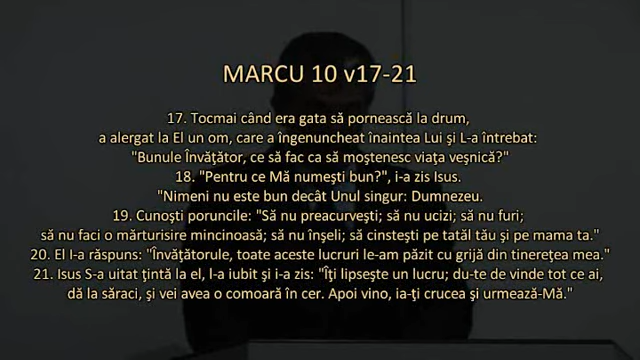 MARCU 10 v17-21
17. Tocmai când era gata să pornească la drum,
a alergat la El un om, care a îngenuncheat înaintea Lui şi L-a întrebat:
"Bunule Învăţător, ce să fac ca să moştenesc viaţa veşnică?"
18. "Pentru ce Mă numeşti bun?", i-a zis Isus.
"Nimeni nu este bun decât Unul singur: Dumnezeu.
19. Cunoşti poruncile: "Să nu preacurveşti; să nu ucizi; să nu furi;
să nu faci o mărturisire mincinoasă; să nu înşeli; să cinsteşti pe tatăl tău şi pe mama ta."
20. El I-a răspuns: "Învăţătorule, toate aceste lucruri le-am păzit cu grijă din tinereţea mea."
21. Isus S-a uitat ţintă la el, l-a iubit şi i-a zis: "Îţi lipseşte un lucru; du-te de vinde tot ce ai,
dă la săraci, şi vei avea o comoară în cer. Apoi vino, ia-ţi crucea şi urmează-Mă."